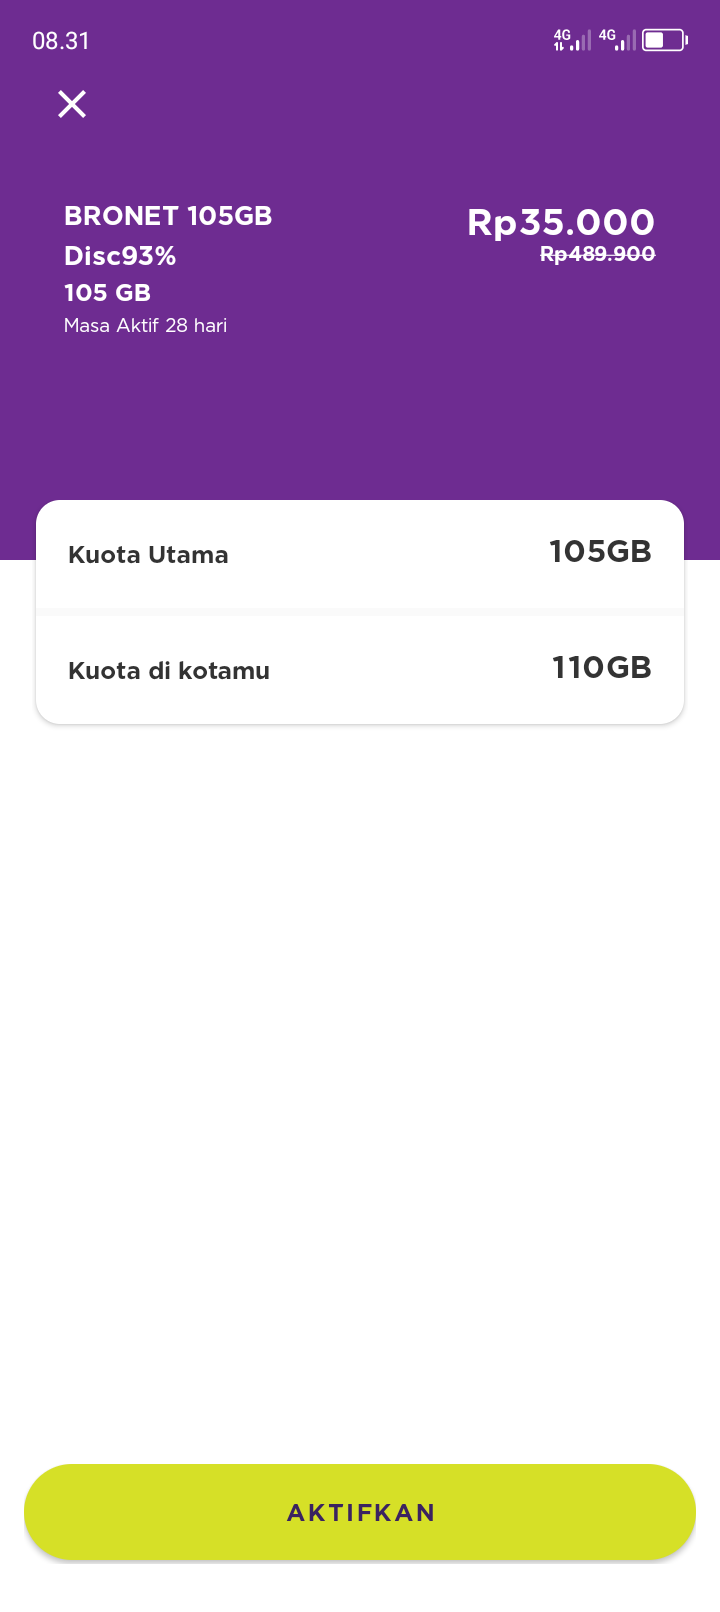 08.31
4G 4G
BRONET 105GB
Disc93%
105 GB
Masa Aktif 28 hari
Rp35.000
Rp489.900
Kuota Utama 105GB
Kuota di kotamu 110GB
AKTIFKAN